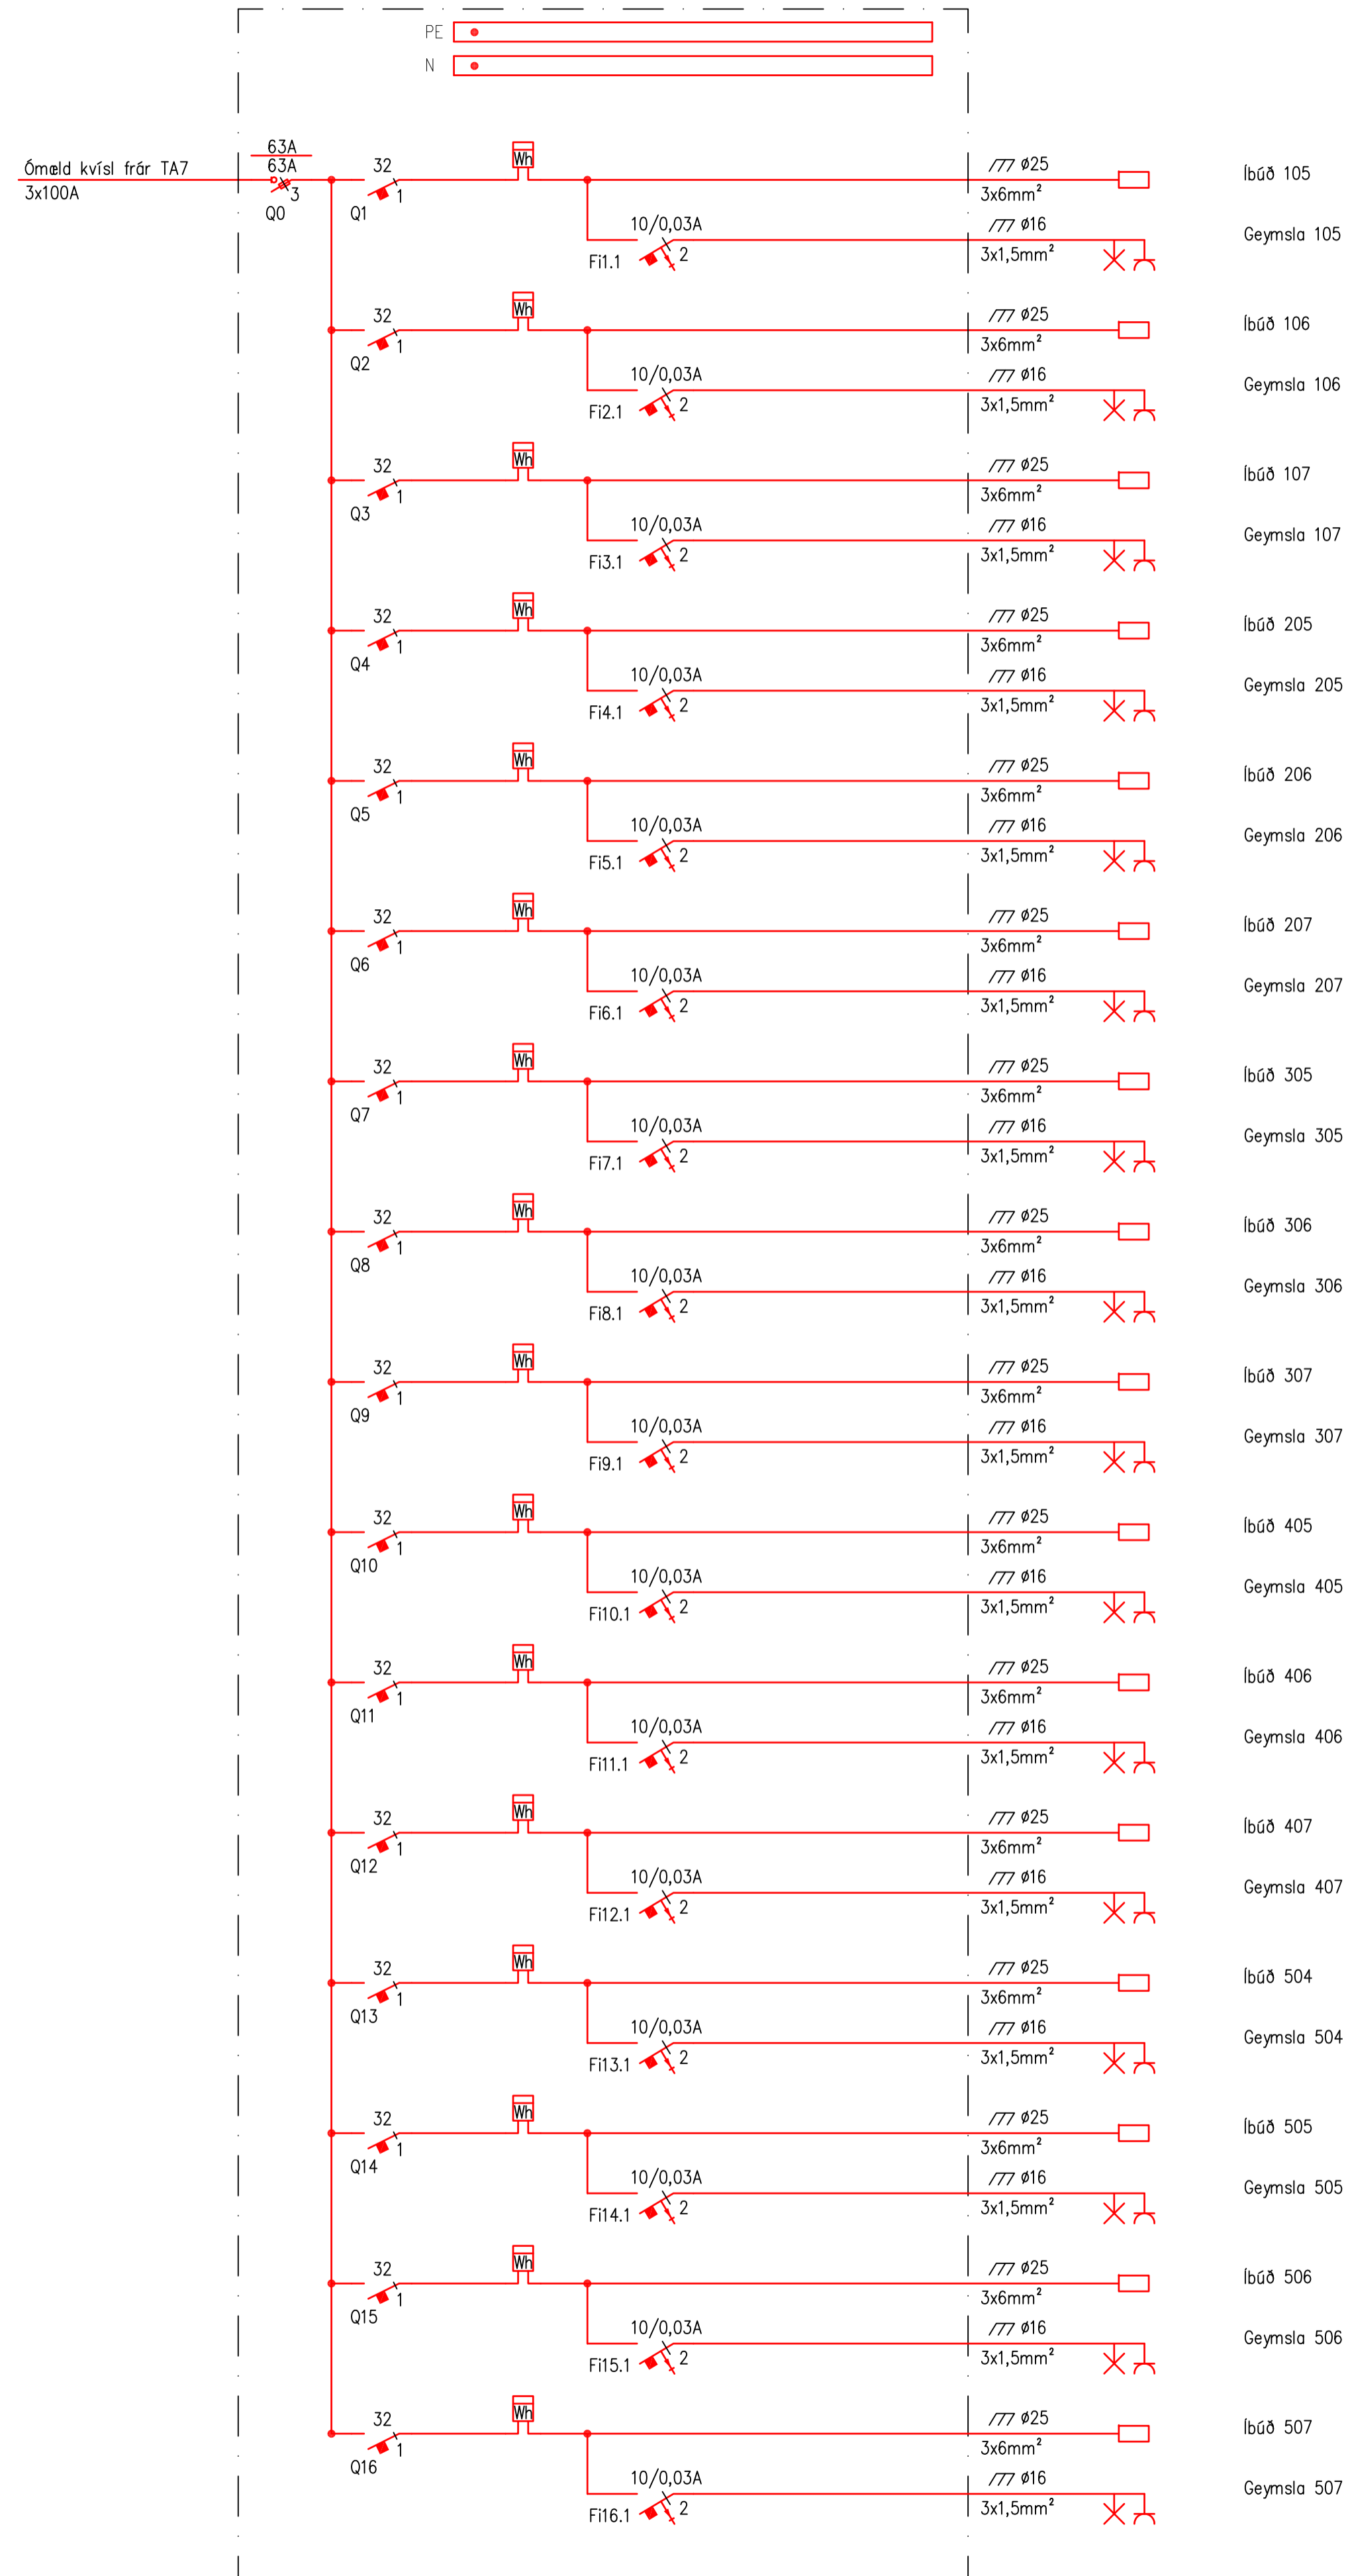 PE
N
63A
Ómæld kvísl frár TA7
63A
3x100A
3
Q0
32
1
Q1
Wh
ø25
3x6mm²
Íbúð 105
10/0,03A
2
Fi1.1
ø16
3x1,5mm²
Geymsla 105
32
1
Q2
Wh
ø25
3x6mm²
Íbúð 106
10/0,03A
2
Fi2.1
ø16
3x1,5mm²
Geymsla 106
32
1
Q3
Wh
ø25
3x6mm²
Íbúð 107
10/0,03A
2
Fi3.1
ø16
3x1,5mm²
Geymsla 107
32
1
Q4
Wh
ø25
3x6mm²
Íbúð 205
10/0,03A
2
Fi4.1
ø16
3x1,5mm²
Geymsla 205
32
1
Q5
Wh
ø25
3x6mm²
Íbúð 206
10/0,03A
2
Fi5.1
ø16
3x1,5mm²
Geymsla 206
32
1
Q6
Wh
ø25
3x6mm²
Íbúð 207
10/0,03A
2
Fi6.1
ø16
3x1,5mm²
Geymsla 207
32
1
Q7
Wh
ø25
3x6mm²
Íbúð 305
10/0,03A
2
Fi7.1
ø16
3x1,5mm²
Geymsla 305
32
1
Q8
Wh
ø25
3x6mm²
Íbúð 306
10/0,03A
2
Fi8.1
ø16
3x1,5mm²
Geymsla 306
32
1
Q9
Wh
ø25
3x6mm²
Íbúð 307
10/0,03A
2
Fi9.1
ø16
3x1,5mm²
Geymsla 307
32
1
Q10
Wh
ø25
3x6mm²
Íbúð 405
10/0,03A
2
Fi10.1
ø16
3x1,5mm²
Geymsla 405
32
1
Q11
Wh
ø25
3x6mm²
Íbúð 406
10/0,03A
2
Fi11.1
ø16
3x1,5mm²
Geymsla 406
32
1
Q12
Wh
ø25
3x6mm²
Íbúð 407
10/0,03A
2
Fi12.1
ø16
3x1,5mm²
Geymsla 407
32
1
Q13
Wh
ø25
3x6mm²
Íbúð 504
10/0,03A
2
Fi13.1
ø16
3x1,5mm²
Geymsla 504
32
1
Q14
Wh
ø25
3x6mm²
Íbúð 505
10/0,03A
2
Fi14.1
ø16
3x1,5mm²
Geymsla 505
32
1
Q15
Wh
ø25
3x6mm²
Íbúð 506
10/0,03A
2
Fi15.1
ø16
3x1,5mm²
Geymsla 506
32
1
Q16
Wh
ø25
3x6mm²
Íbúð 507
10/0,03A
2
Fi16.1
ø16
3x1,5mm²
Geymsla 507